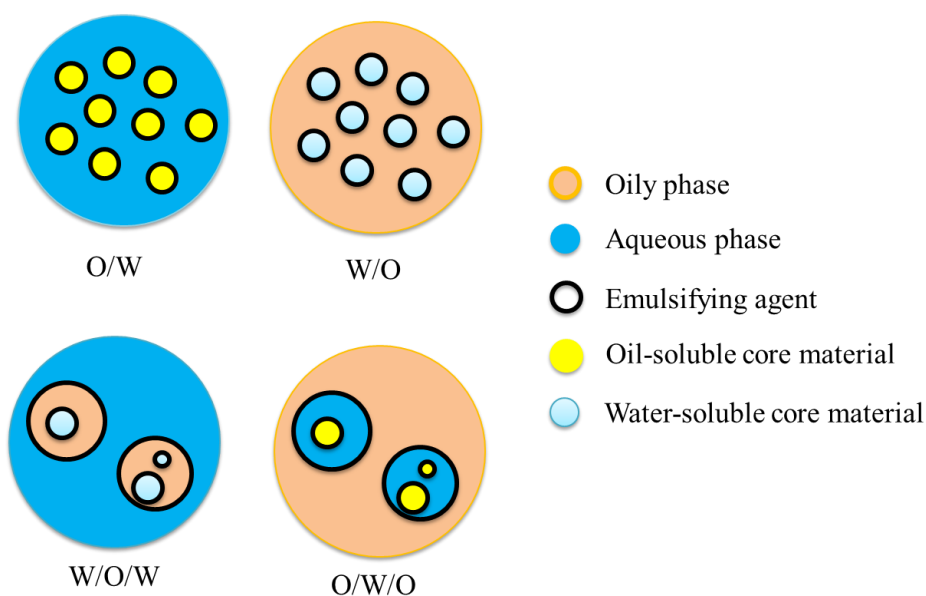 O/W
W/O
W/O/W
O/W/O
Oily phase
Aqueous phase
Emulsifying agent
Oil-soluble core material
Water-soluble core material